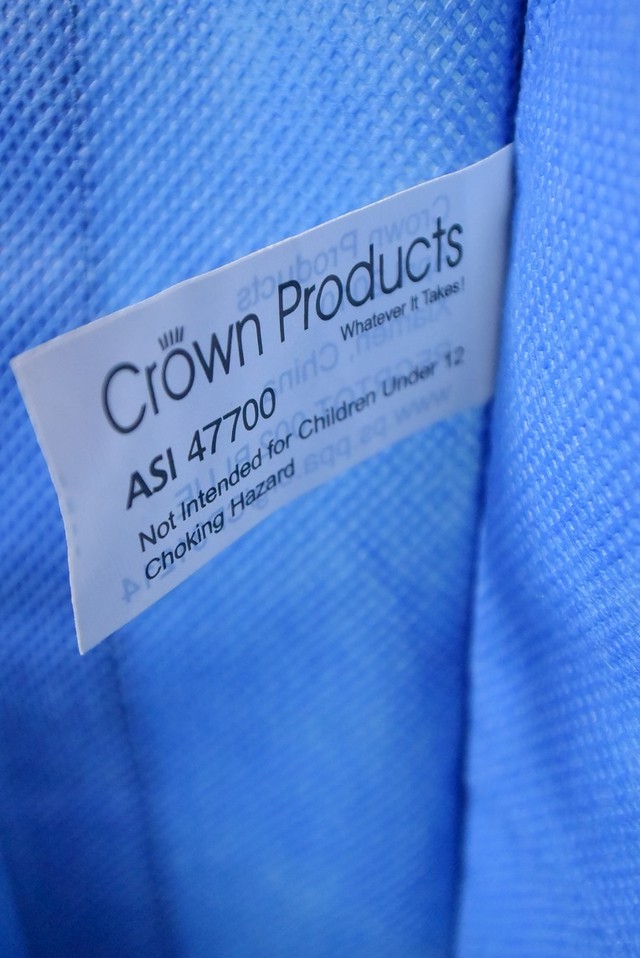 Crown Products
Whatever It Takes!
ASI 47700
Not Intended for Children Under 12
Choking Hazard